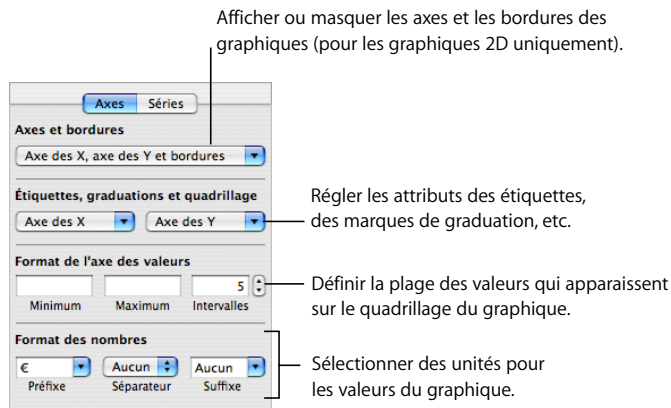 Afficher ou masquer les axes et les bordures des
graphiques (pour les graphiques 2D uniquement).
Axes Séries
Axes et bordures
Axe des X, axe des Y et bordures
Étiquettes, graduations et quadrillage
Axe des X Axe des Y
Régler les attributs des étiquettes,
des marques de graduation, etc.
Format de l'axe des valeurs
5
Minimum Maximum Intervalles
Définir la plage des valeurs qui apparaissent
sur le quadrillage du graphique.
Format des nombres
€ Aucun Aucun
Préfixe Séparateur Suffixe
Sélectionner des unités pour
les valeurs du graphique.